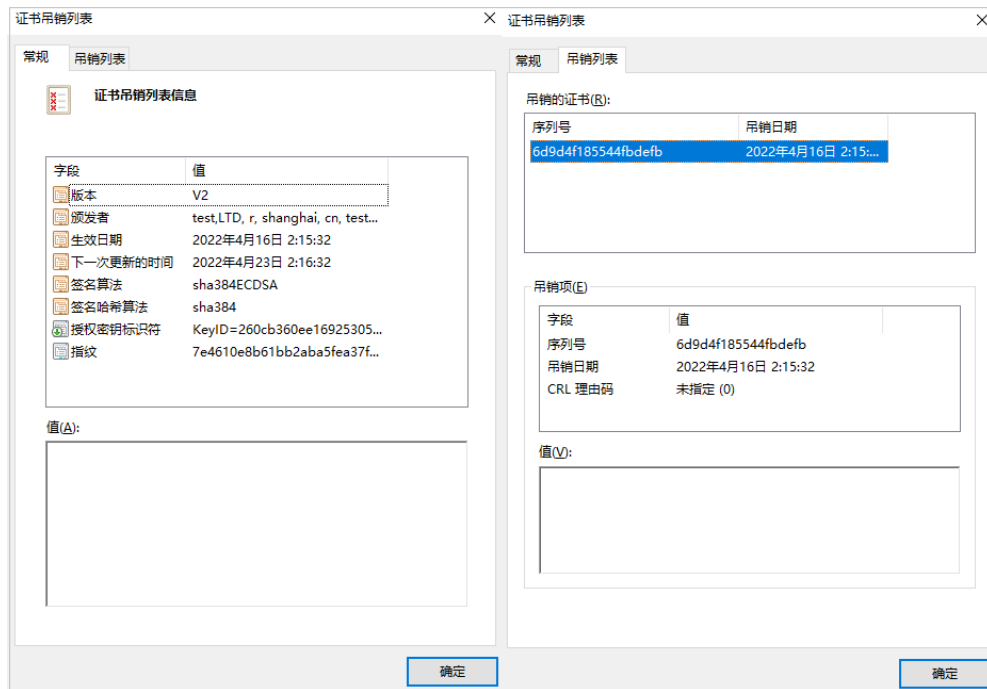 证书吊销列表
常规 吊销列表
证书吊销列表信息
字段 值
版本 V2
颁发者 test,LTD, r, shanghai, cn, test...
生效日期 2022年4月16日 2:15:32
下一次更新的时间 2022年4月23日 2:16:32
签名算法 sha384ECDSA
签名哈希算法 sha384
授权密钥标识符 KeyID=260cb360ee16925305...
指纹 7e4610e8b61bb2aba5fea37f...
值(A):
确定
证书吊销列表
常规 吊销列表
吊销的证书(R):
序列号 吊销日期
6d9d4f185544fbdefb 2022年4月16日 2:15:...
吊销项(E)
字段 值
序列号 6d9d4f185544fbdefb
吊销日期 2022年4月16日 2:15:32
CRL 理由码 未指定 (0)
值(V):
确定